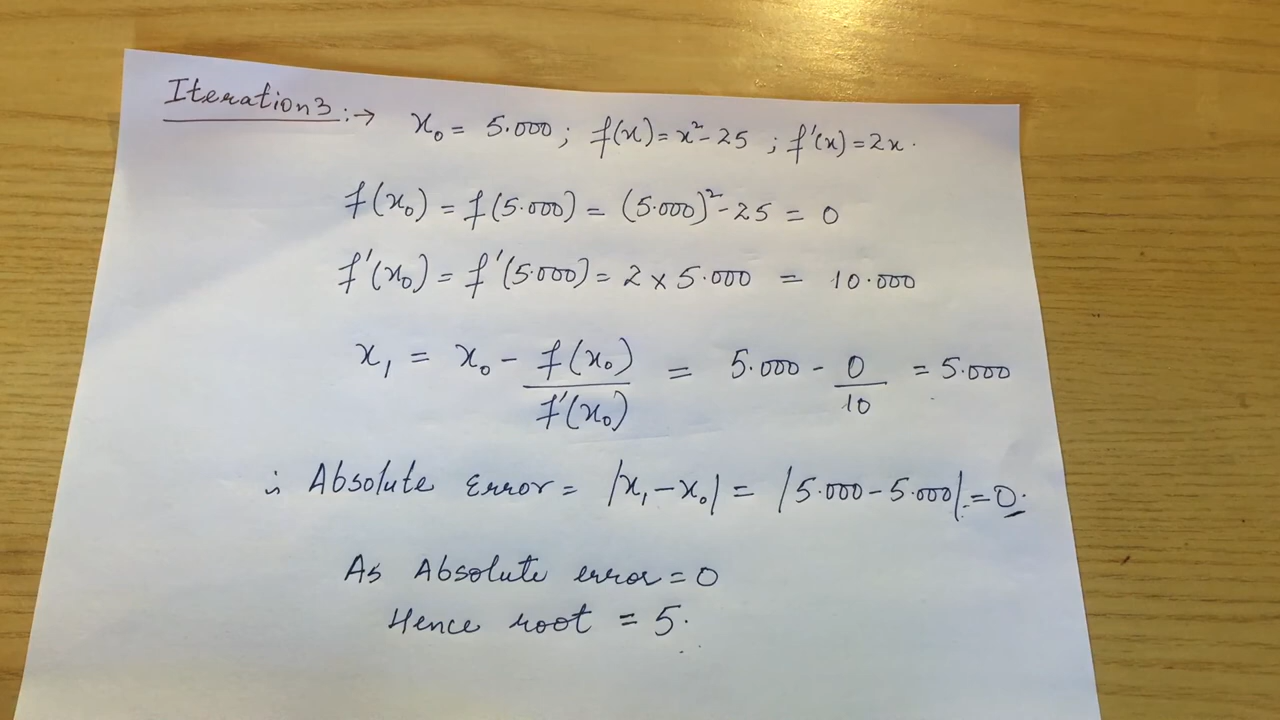 Iteration 3 :→ x₀ = 5.000 ; f(x) = x² - 25 ; f'(x) = 2x.
f(x₀) = f(5.000) = (5.000)² - 25 = 0
f'(x₀) = f'(5.000) = 2 × 5.000 = 10.000
x₁ = x₀ - f(x₀)/f'(x₀) = 5.000 - 0/10 = 5.000
∴ Absolute Error = |x₁ - x₀| = |5.000 - 5.000| = 0.
As Absolute error = 0
Hence root = 5.